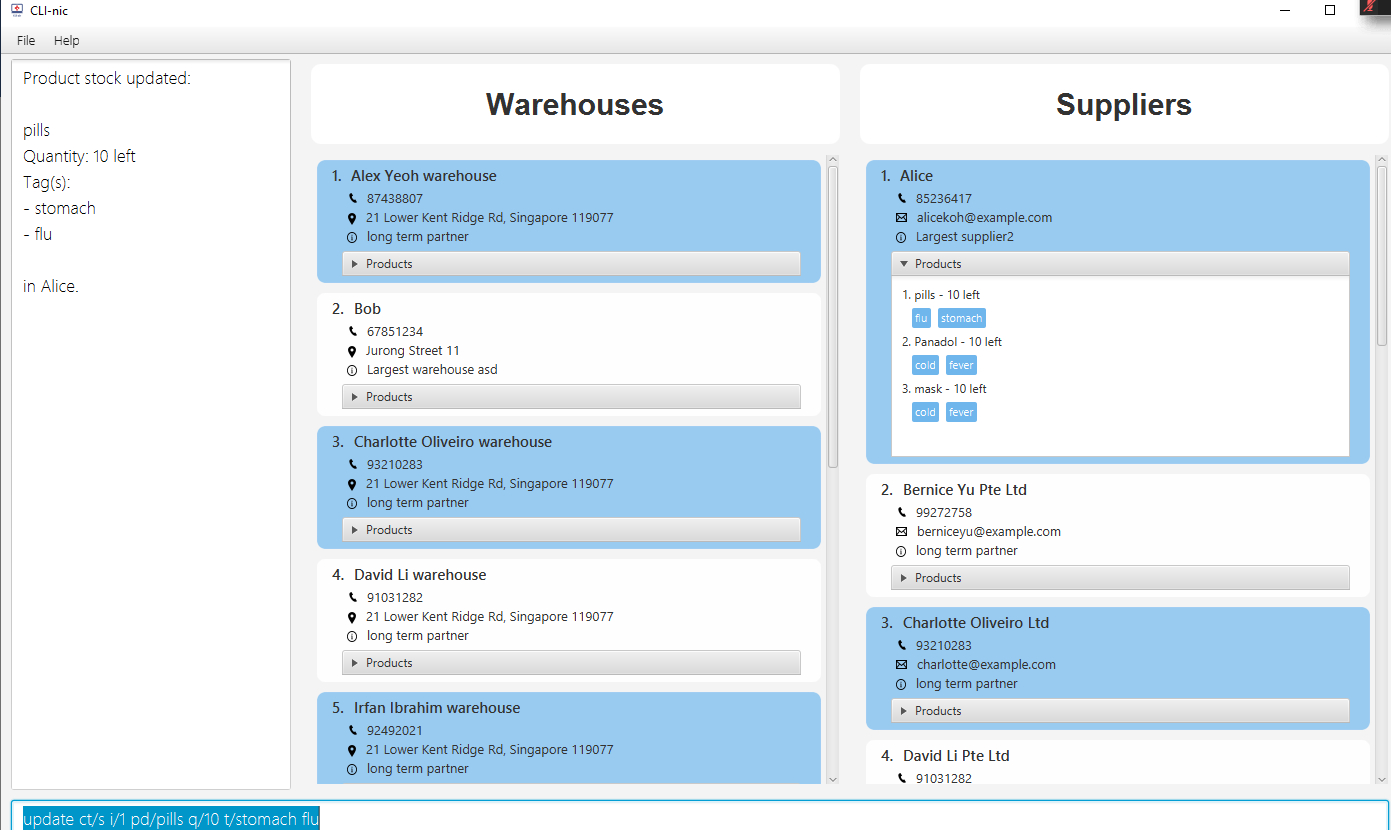 CLI-nic
File Help
Product stock updated:
pills
Quantity: 10 left
Tag(s):
- stomach
- flu
in Alice.
Warehouses
1. Alex Yeoh warehouse
87438807
21 Lower Kent Ridge Rd, Singapore 119077
long term partner
Products
2. Bob
67851234
Jurong Street 11
Largest warehouse asd
Products
3. Charlotte Oliveiro warehouse
93210283
21 Lower Kent Ridge Rd, Singapore 119077
long term partner
Products
4. David Li warehouse
91031282
21 Lower Kent Ridge Rd, Singapore 119077
long term partner
Products
5. Irfan Ibrahim warehouse
92492021
21 Lower Kent Ridge Rd, Singapore 119077
long term partner
Suppliers
1. Alice
85236417
alicekoh@example.com
Largest supplier2
Products
1. pills - 10 left
flu stomach
2. Panadol - 10 left
cold fever
3. mask - 10 left
cold fever
2. Bernice Yu Pte Ltd
99272758
berniceyu@example.com
long term partner
Products
3. Charlotte Oliveiro Ltd
93210283
charlotte@example.com
long term partner
Products
4. David Li Pte Ltd
91031282
update ct/s i/1 pd/pills q/10 t/stomach flu